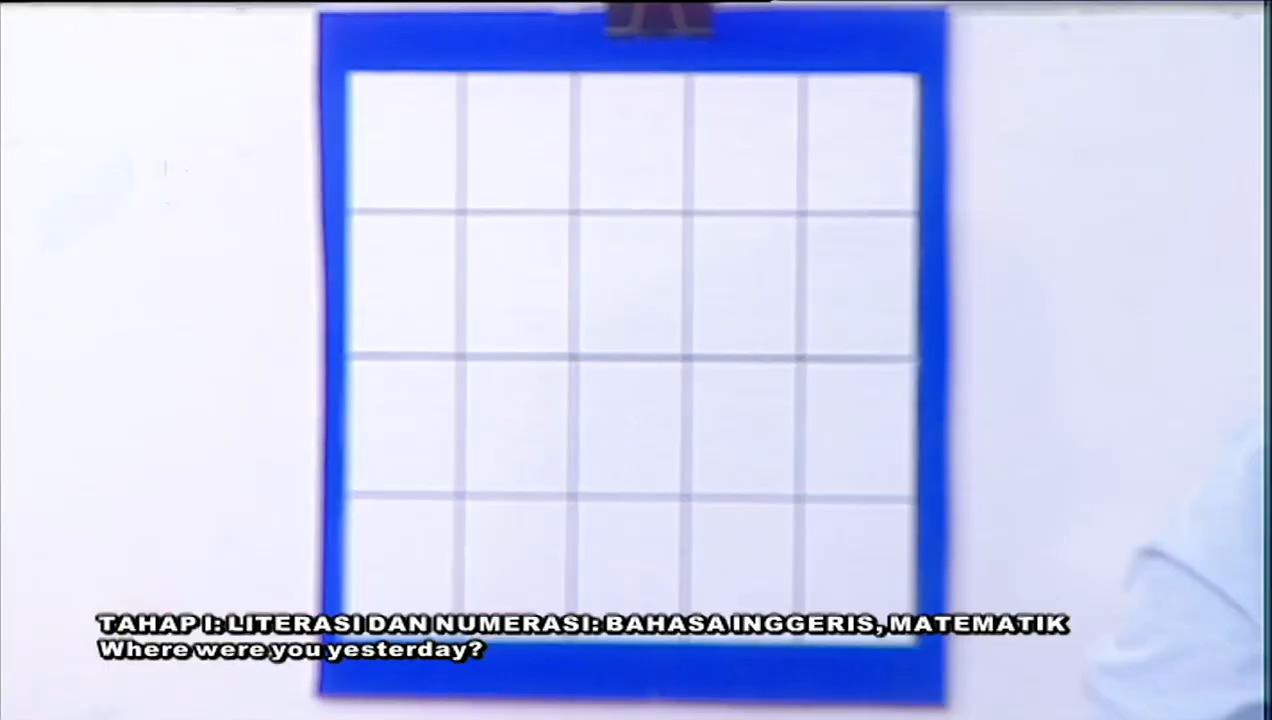 TAHAP I: LITERASI DAN NUMERASI: BAHASA INGGERIS, MATEMATIK
Where were you yesterday?